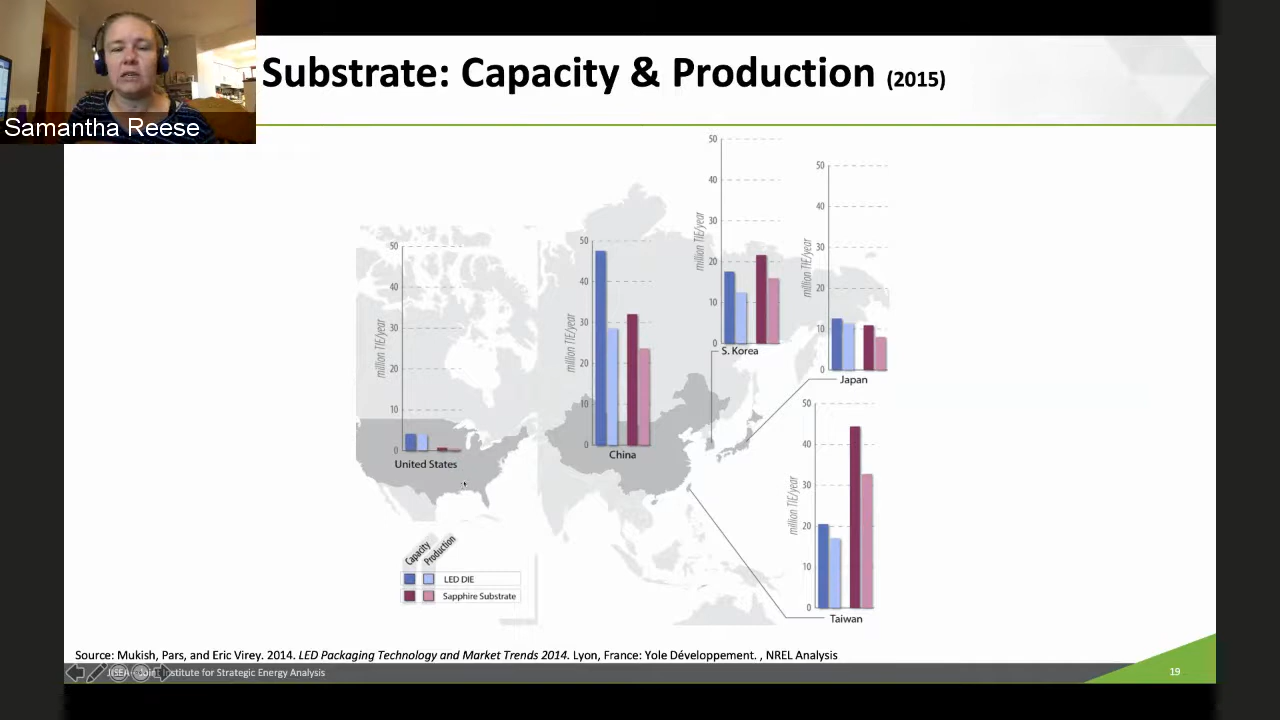 Samantha Reese
Substrate: Capacity & Production (2015)
50
40
30
20
10
0
million TIE/year
United States
50
40
30
20
10
0
million TIE/year
China
50
40
30
20
10
0
million TIE/year
S. Korea
50
40
30
20
10
0
million TIE/year
Japan
50
40
30
20
10
0
million TIE/year
Taiwan
Capacity
Production
LED DIE
Sapphire Substrate
Source: Mukish, Pars, and Eric Virey. 2014. LED Packaging Technology and Market Trends 2014. Lyon, France: Yole Développement. , NREL Analysis
JISEA—Joint Institute for Strategic Energy Analysis
19